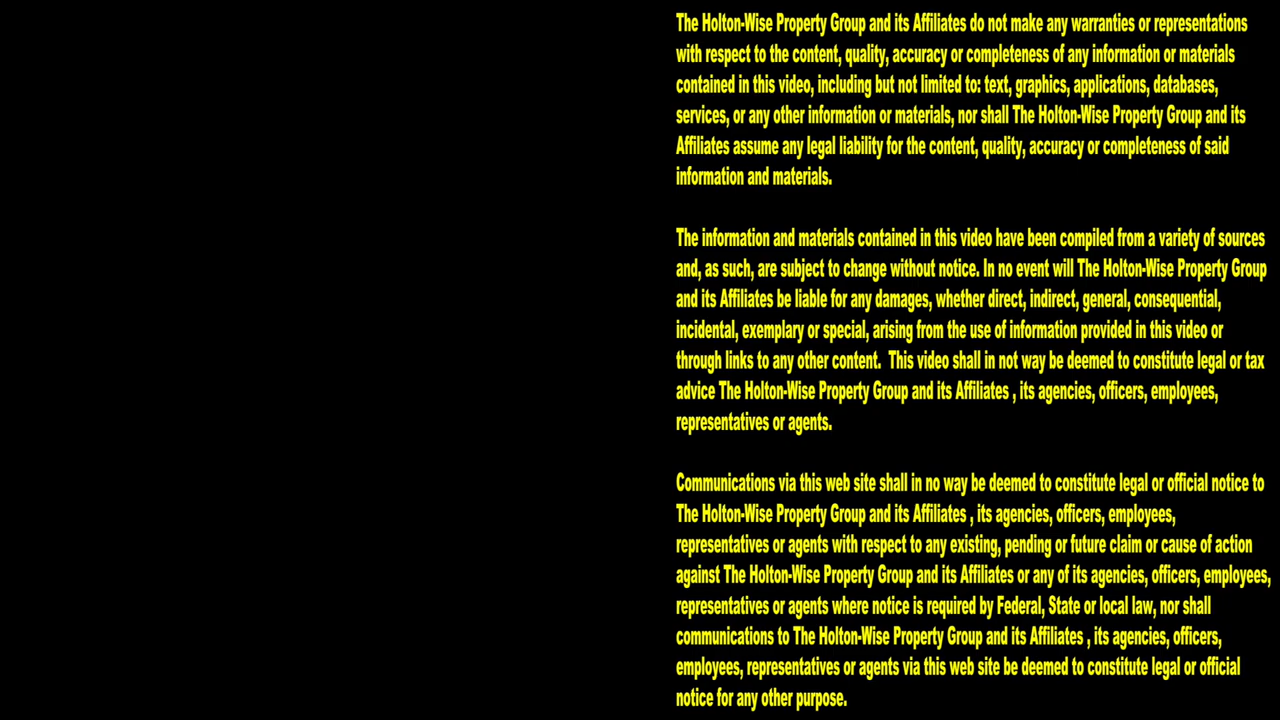 The Holton-Wise Property Group and its Affiliates do not make any warranties or representations
with respect to the content, quality, accuracy or completeness of any information or materials
contained in this video, including but not limited to: text, graphics, applications, databases,
services, or any other information or materials, nor shall The Holton-Wise Property Group and its
Affiliates assume any legal liability for the content, quality, accuracy or completeness of said
information and materials.
The information and materials contained in this video have been compiled from a variety of sources
and, as such, are subject to change without notice. In no event will The Holton-Wise Property Group
and its Affiliates be liable for any damages, whether direct, indirect, general, consequential,
incidental, exemplary or special, arising from the use of information provided in this video or
through links to any other content.  This video shall in not way be deemed to constitute legal or tax
advice The Holton-Wise Property Group and its Affiliates , its agencies, officers, employees,
representatives or agents.
Communications via this web site shall in no way be deemed to constitute legal or official notice to
The Holton-Wise Property Group and its Affiliates , its agencies, officers, employees,
representatives or agents with respect to any existing, pending or future claim or cause of action
against The Holton-Wise Property Group and its Affiliates or any of its agencies, officers, employees,
representatives or agents where notice is required by Federal, State or local law, nor shall
communications to The Holton-Wise Property Group and its Affiliates , its agencies, officers,
employees, representatives or agents via this web site be deemed to constitute legal or official
notice for any other purpose.